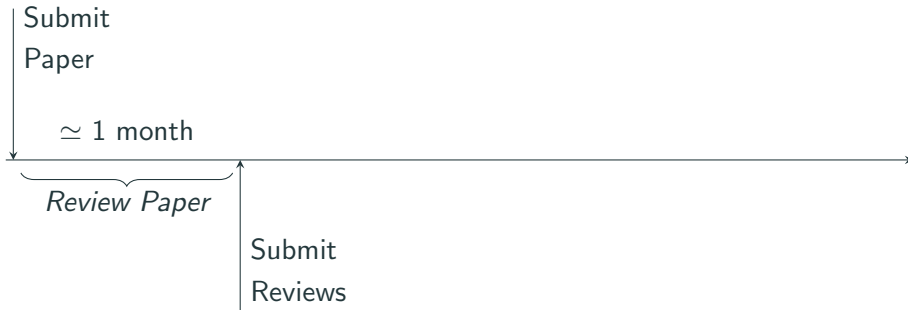 Submit
Paper
≃ 1 month
Review Paper
Submit
Reviews